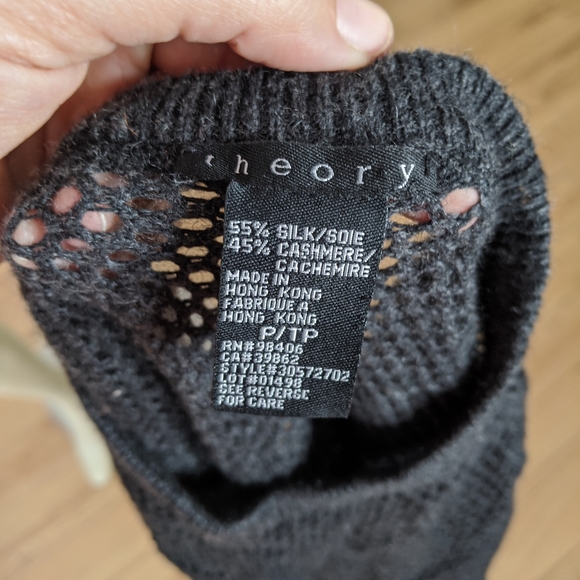 theory
55% SILK/SOIE
45% CASHMERE/
CACHEMIRE
MADE IN
HONG KONG
FABRIQUE A
HONG KONG
P/TP
RN#98406
CA#39862
STYLE#30572702
LOT#01498
SEE REVERSE
FOR CARE